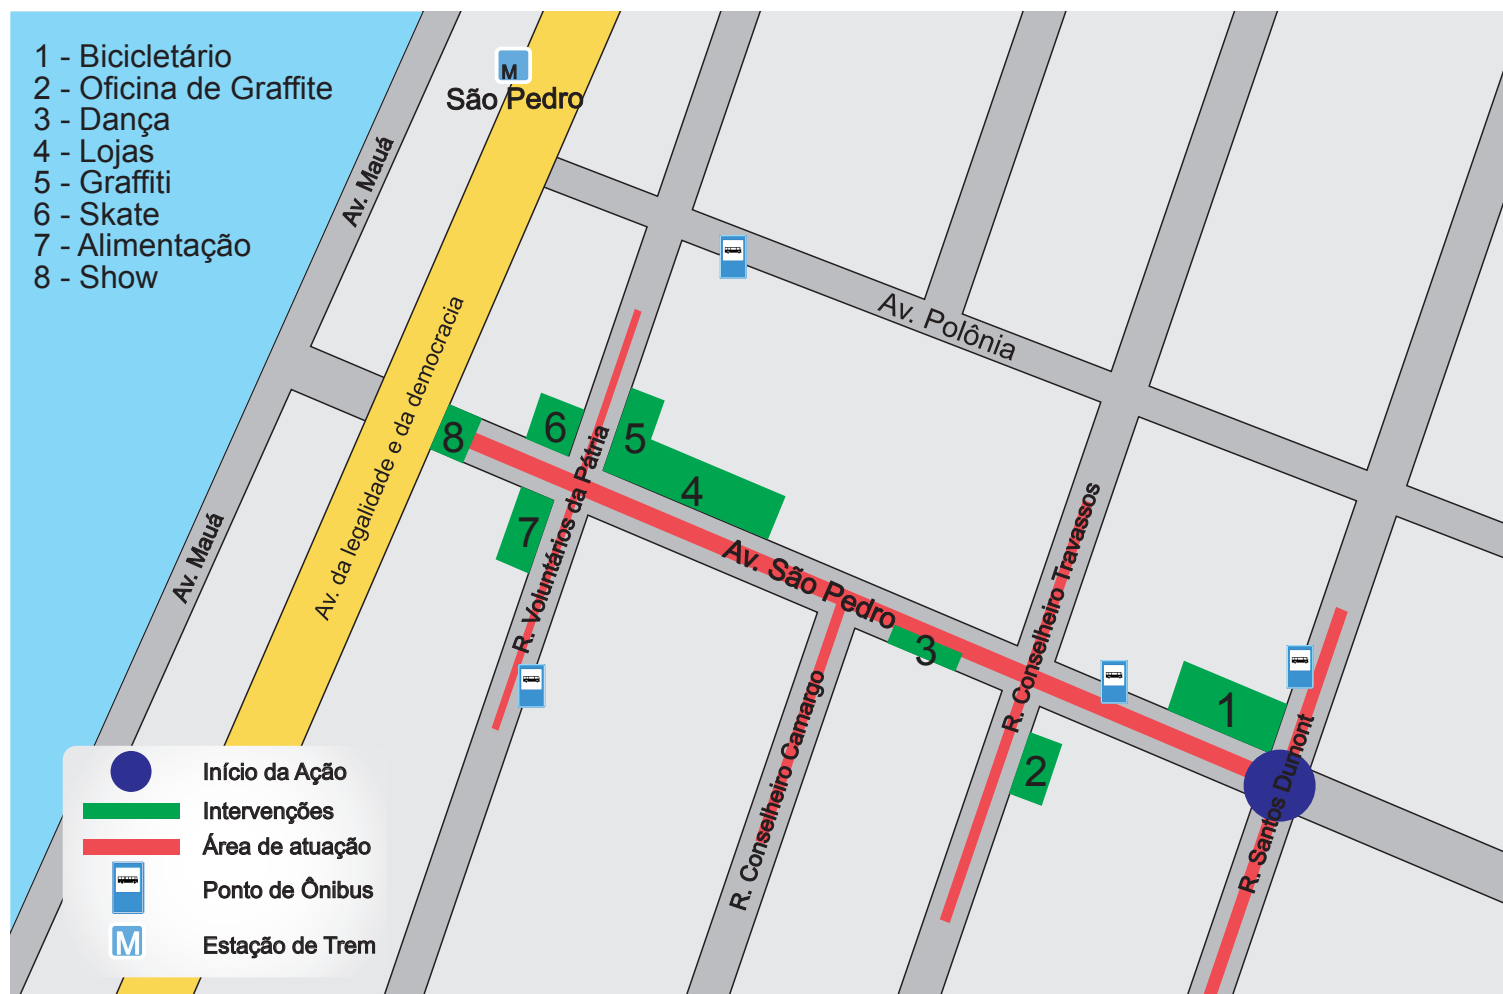 1 - Bicicletário
2 - Oficina de Graffite
3 - Dança
4 - Lojas
5 - Graffiti
6 - Skate
7 - Alimentação
8 - Show
M
São Pedro
Av. Mauá
Av. da legalidade e da democracia
Av. Polônia
6
5
8
4
7
R. Voluntários da Pátria
Av. Mauá
Av. São Pedro
R. Conselheiro Travassos
3
1
2
R. Conselheiro Camargo
R. Santos Dumont
Início da Ação
Intervenções
Área de atuação
Ponto de Ônibus
M
Estação de Trem